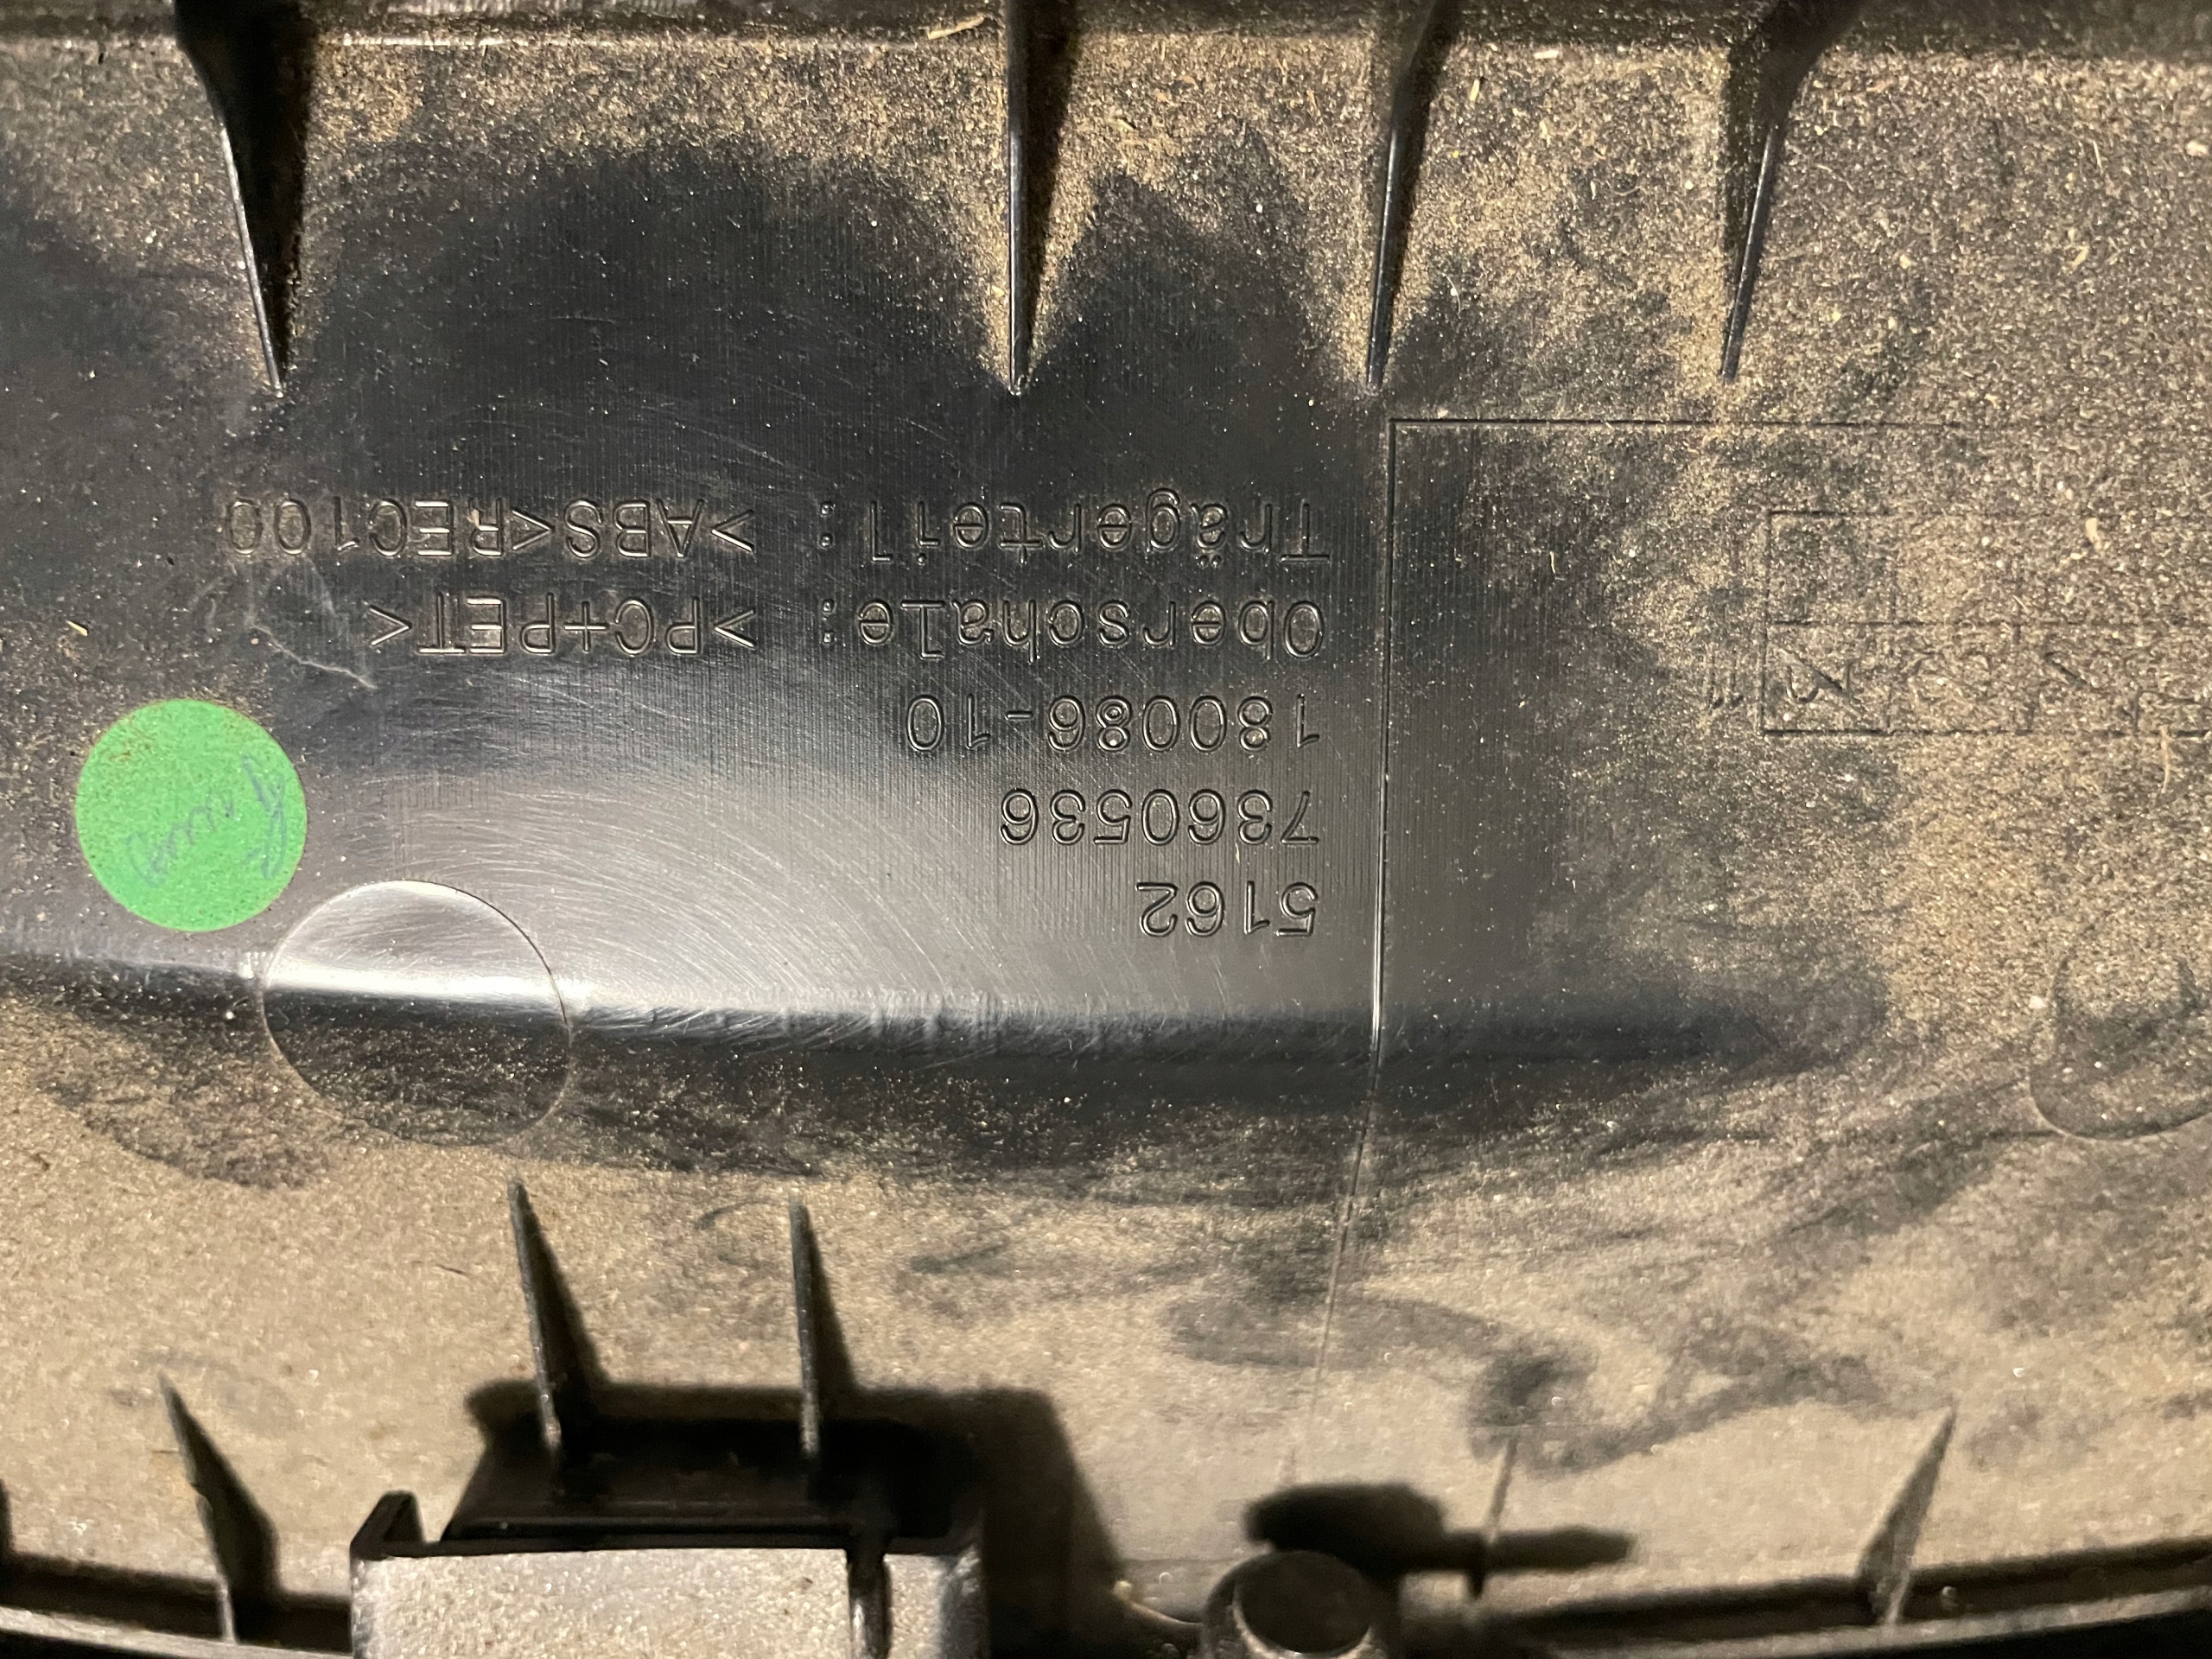 5162
7360536
180086-10
Oberschale: >PC+PET<
Trägerteil: >ABS<REC100